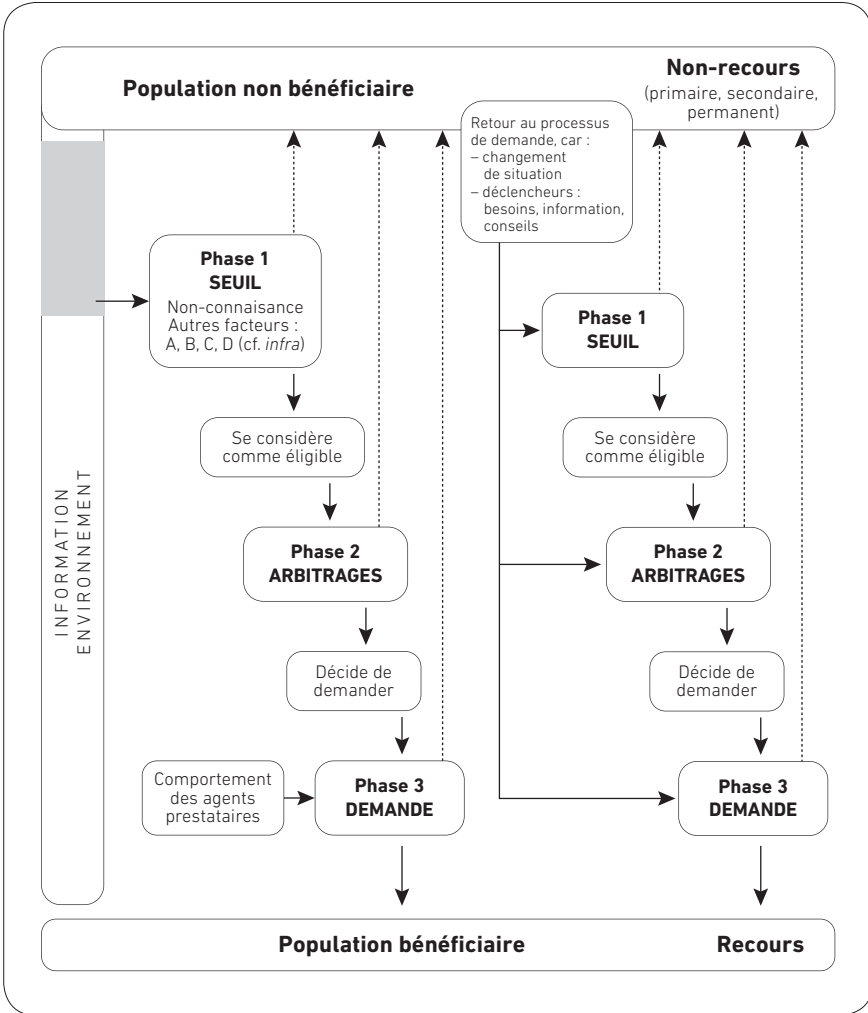 Population non bénéficiaire
Non-recours
(primaire, secondaire,
permanent)
INFORMATION
ENVIRONNEMENT
Phase 1
SEUIL
Non-connaisance
Autres facteurs :
A, B, C, D (cf. infra)
Se considère
comme éligible
Phase 2
ARBITRAGES
Décide de
demander
Comportement
des agents
prestataires
Phase 3
DEMANDE
Retour au processus
de demande, car :
– changement
de situation
– déclencheurs :
besoins, information,
conseils
Phase 1
SEUIL
Se considère
comme éligible
Phase 2
ARBITRAGES
Décide de
demander
Phase 3
DEMANDE
Population bénéficiaire
Recours